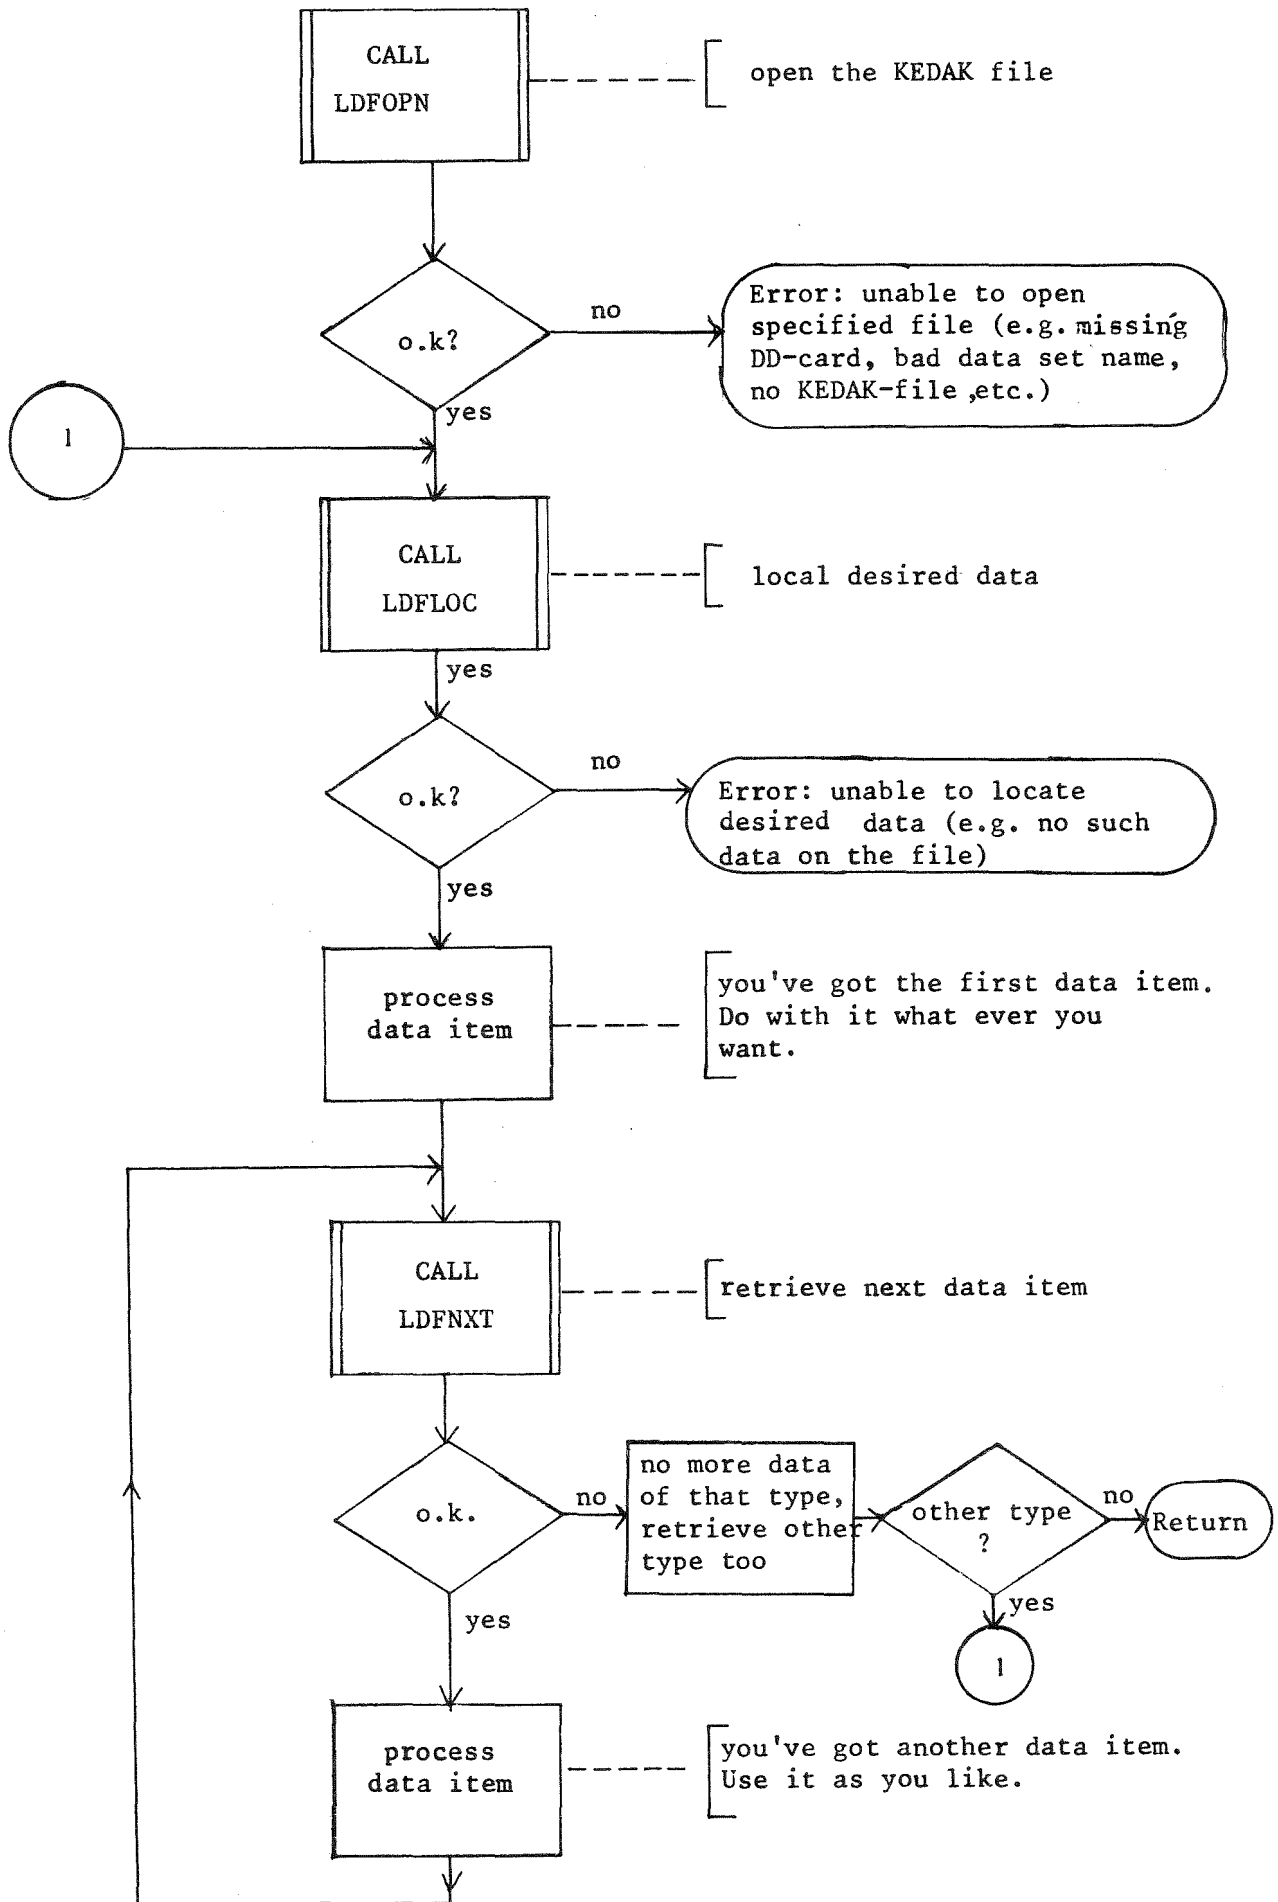 CALL
LDFOPN
open the KEDAK file
o.k?
no
Error: unable to open
specified file (e.g. missing
DD-card, bad data set name,
no KEDAK-file ,etc.)
yes
1
CALL
LDFLOC
local desired data
yes
o.k?
no
Error: unable to locate
desired data (e.g. no such
data on the file)
yes
process
data item
you've got the first data item.
Do with it what ever you
want.
CALL
LDFNXT
retrieve next data item
o.k.
no
no more data
of that type,
retrieve other
type too
other type
?
no
Return
yes
1
yes
process
data item
you've got another data item.
Use it as you like.